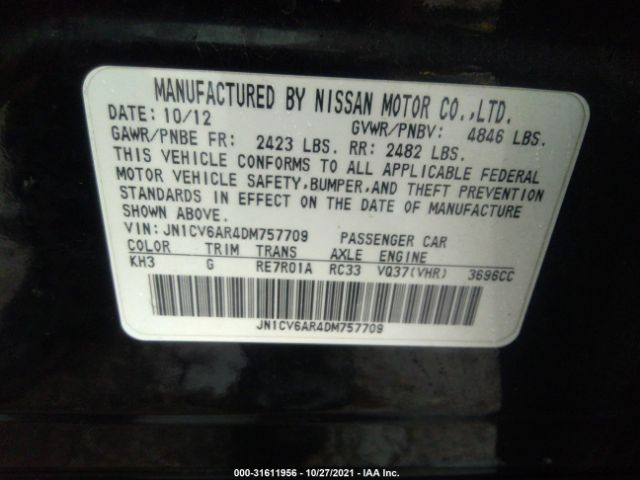 MANUFACTURED BY NISSAN MOTOR CO.,LTD.
DATE: 10/12 GVWR/PNBV: 4846 LBS.
GAWR/PNBE FR: 2423 LBS. RR: 2482 LBS.
THIS VEHICLE CONFORMS TO ALL APPLICABLE FEDERAL
MOTOR VEHICLE SAFETY,BUMPER,AND THEFT PREVENTION
STANDARDS IN EFFECT ON THE DATE OF MANUFACTURE
SHOWN ABOVE.
VIN: JN1CV6AR4DM757709 PASSENGER CAR
COLOR TRIM TRANS AXLE ENGINE
KH3 G RE7R01A RC33 VQ37(VHR) 3696CC
JN1CV6AR4DM757709
000-31611956 - 10/27/2021 - IAA Inc.